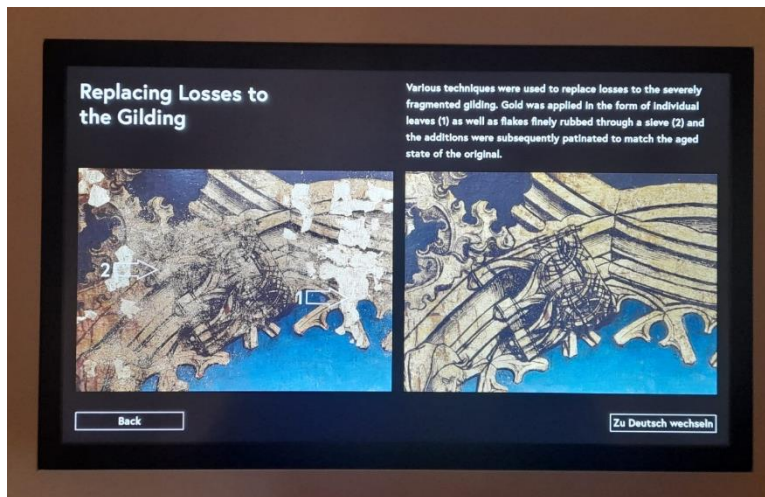 Replacing Losses to
the Gilding
Various techniques were used to replace losses to the severely
fragmented gilding. Gold was applied in the form of individual
leaves (1) as well as flakes finely rubbed through a sieve (2) and
the additions were subsequently patinated to match the aged
state of the original.
2
1
Back
Zu Deutsch wechseln